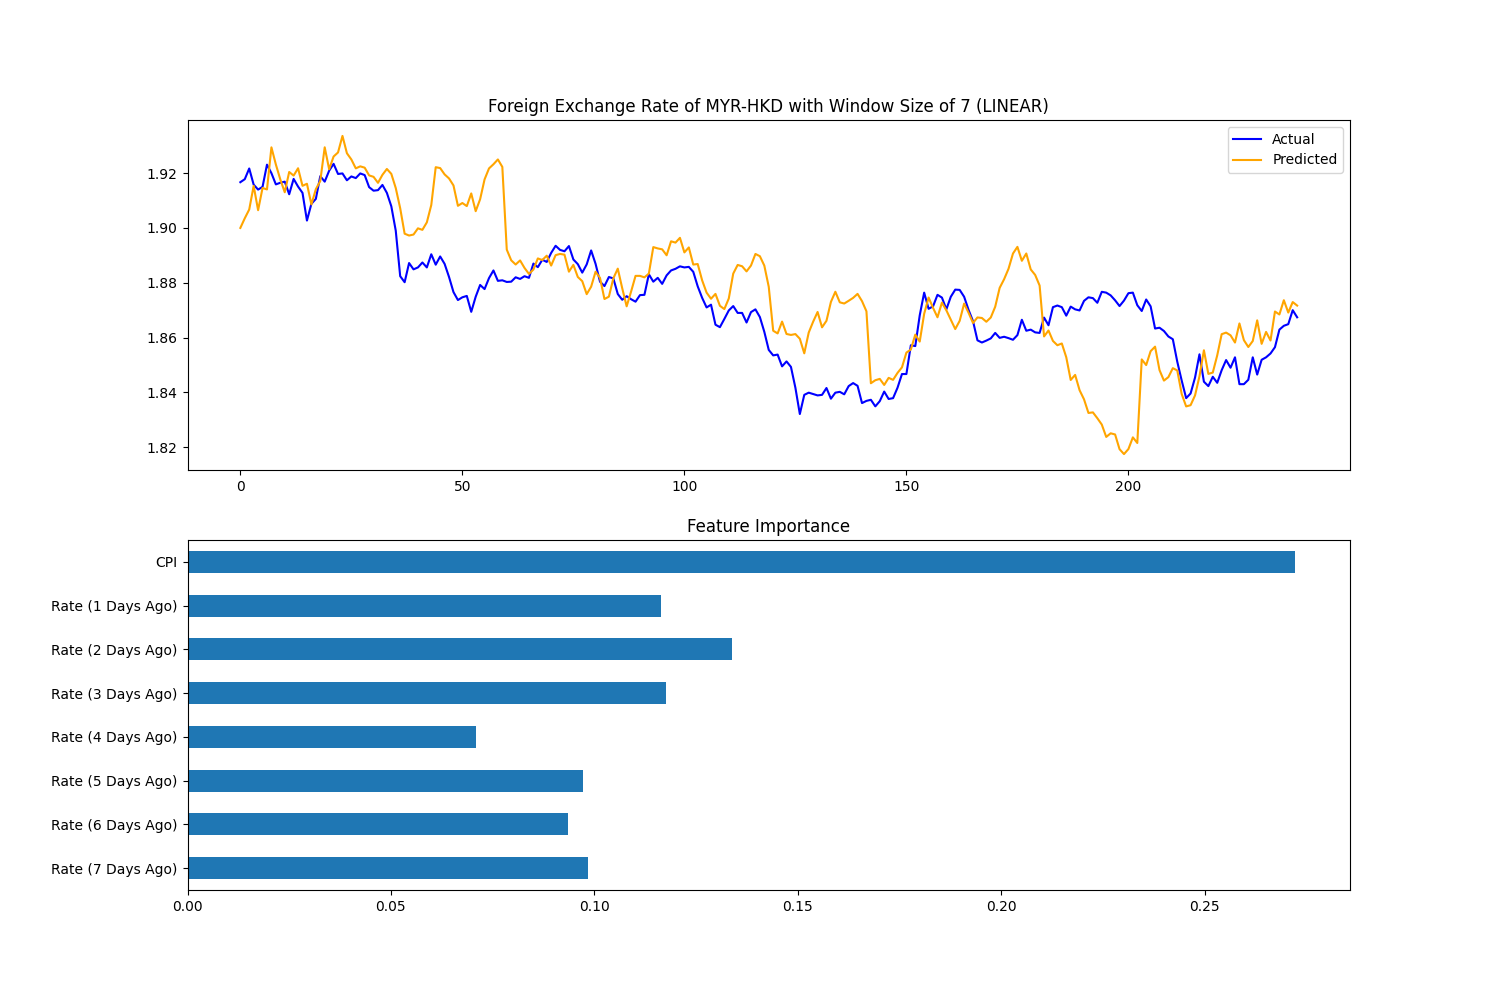 Foreign Exchange Rate of MYR-HKD with Window Size of 7 (LINEAR)
Actual
Predicted
1.92
1.90
1.88
1.86
1.84
1.82
0 50 100 150 200
Feature Importance
CPI
Rate (1 Days Ago)
Rate (2 Days Ago)
Rate (3 Days Ago)
Rate (4 Days Ago)
Rate (5 Days Ago)
Rate (6 Days Ago)
Rate (7 Days Ago)
0.00 0.05 0.10 0.15 0.20 0.25